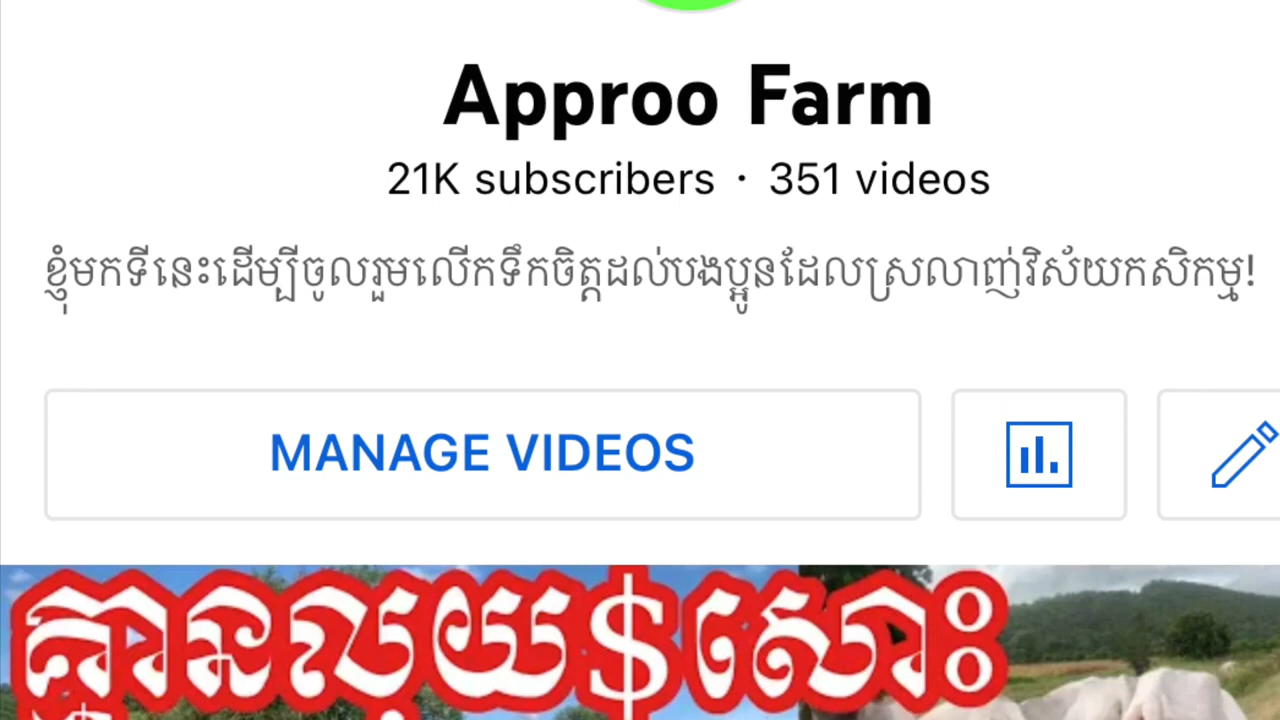 Approo Farm
21K subscribers · 351 videos
ខ្ញុំមកទីនេះដើម្បីចូលរួមលើកទឹកចិត្តដល់បងប្អូនដែលស្រលាញ់វិស័យកសិកម្ម!
MANAGE VIDEOS
គ្មានលុយ$សោះ